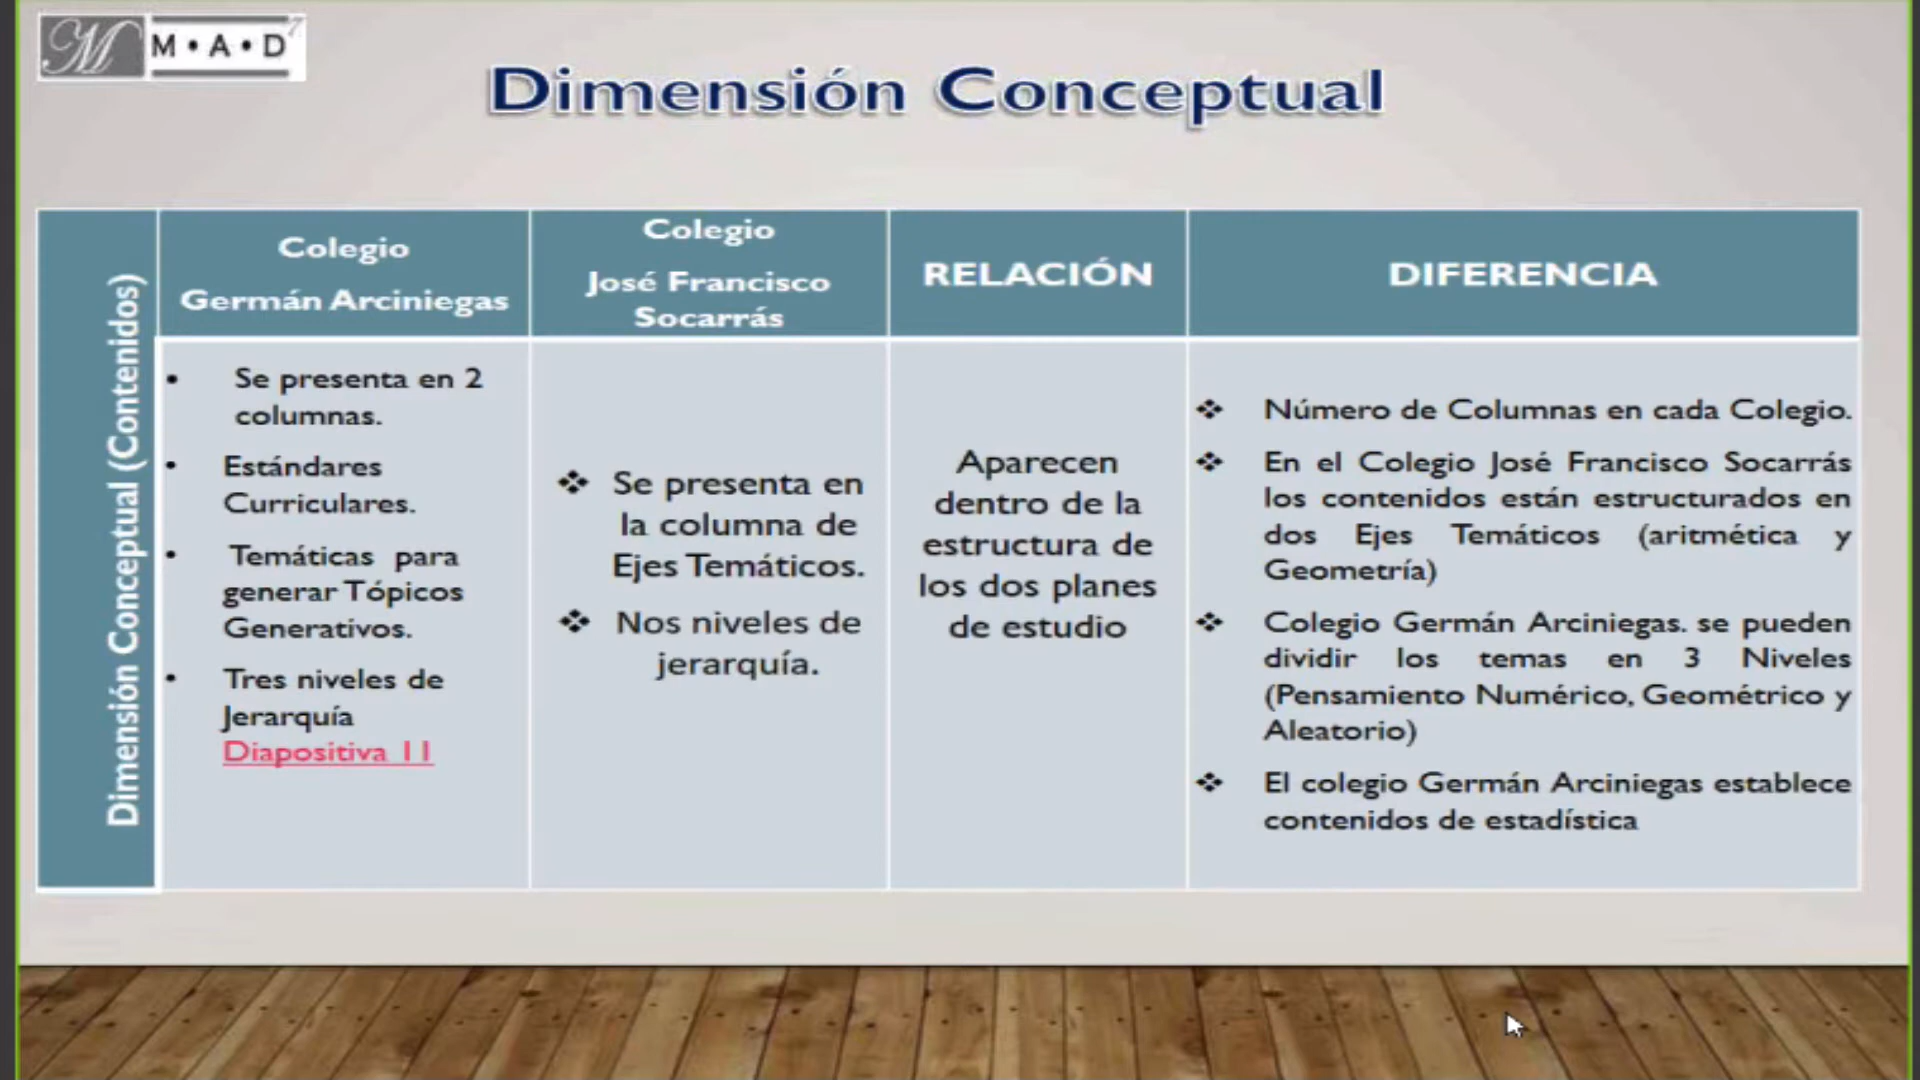 M M•A•D 7
Dimensión Conceptual
Dimensión Conceptual (Contenidos)
Colegio
Germán Arciniegas
Colegio
José Francisco
Socarrás
RELACIÓN
DIFERENCIA
• Se presenta en 2
columnas.
• Estándares
Curriculares.
• Temáticas para
generar Tópicos
Generativos.
• Tres niveles de
Jerarquía
Diapositiva 11
❖ Se presenta en
la columna de
Ejes Temáticos.
❖ Nos niveles de
jerarquía.
Aparecen
dentro de la
estructura de
los dos planes
de estudio
❖ Número de Columnas en cada Colegio.
❖ En el Colegio José Francisco Socarrás
los contenidos están estructurados en
dos Ejes Temáticos (aritmética y
Geometría)
❖ Colegio Germán Arciniegas. se pueden
dividir los temas en 3 Niveles
(Pensamiento Numérico, Geométrico y
Aleatorio)
❖ El colegio Germán Arciniegas establece
contenidos de estadística